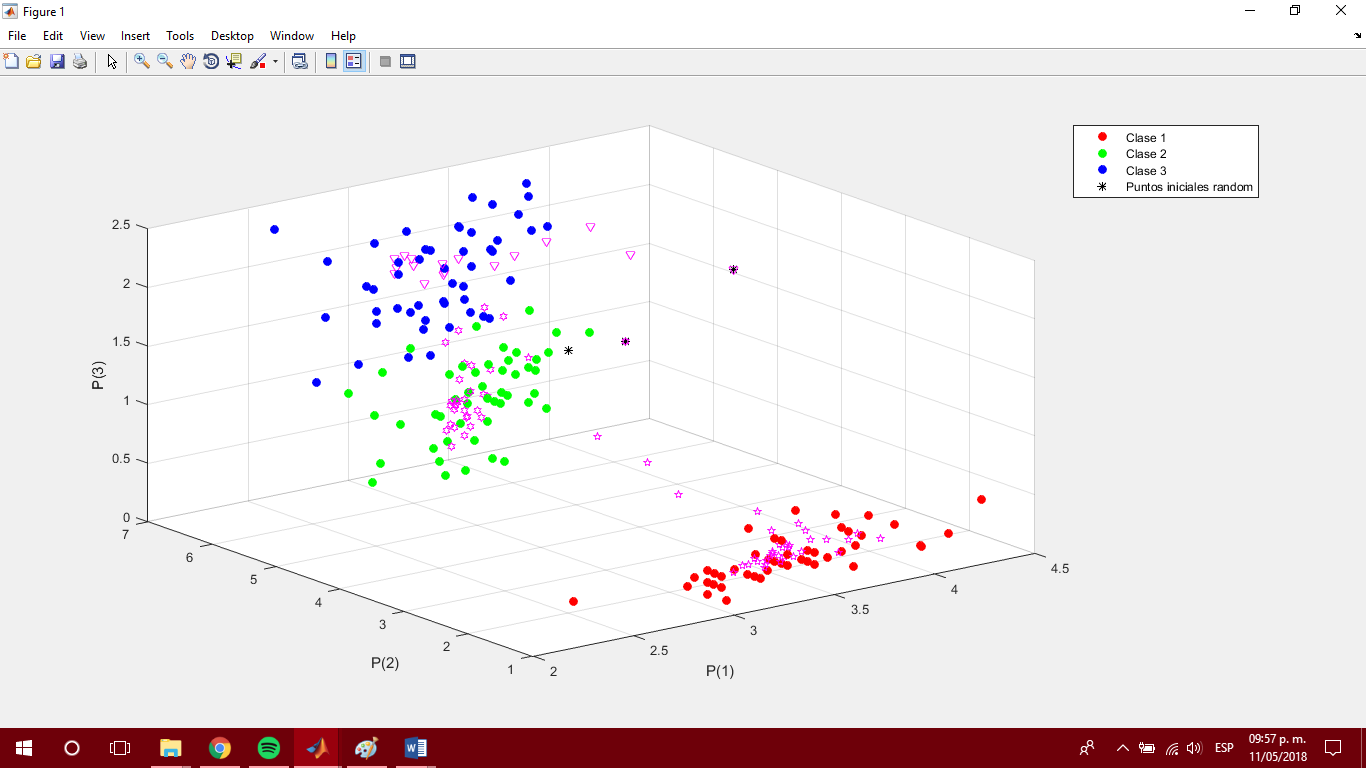 Figure 1
File Edit View Insert Tools Desktop Window Help
Clase 1
Clase 2
Clase 3
Puntos iniciales random
2.5
2
1.5
1
0.5
0
P(3)
7
6
5
4
3
2
1
P(2)
2
2.5
3
3.5
4
4.5
P(1)
ESP
09:57 p. m.
11/05/2018